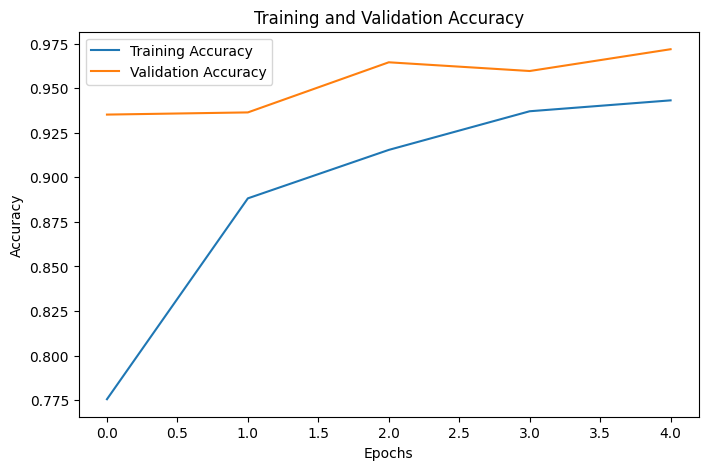 Training and Validation Accuracy
Training Accuracy
Validation Accuracy
0.975
0.950
0.925
0.900
0.875
0.850
0.825
0.800
0.775
Accuracy
0.0 0.5 1.0 1.5 2.0 2.5 3.0 3.5 4.0
Epochs